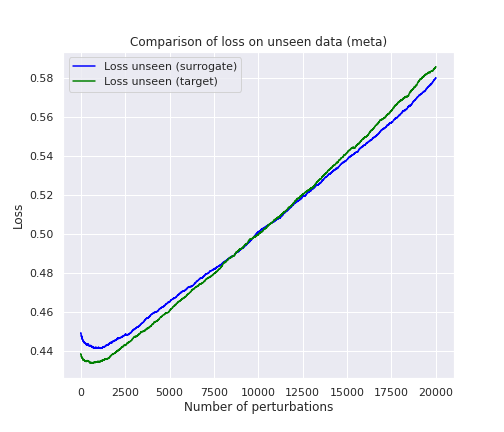 Comparison of loss on unseen data (meta)
Loss unseen (surrogate)
Loss unseen (target)
Loss
0.58
0.56
0.54
0.52
0.50
0.48
0.46
0.44
0 2500 5000 7500 10000 12500 15000 17500 20000
Number of perturbations